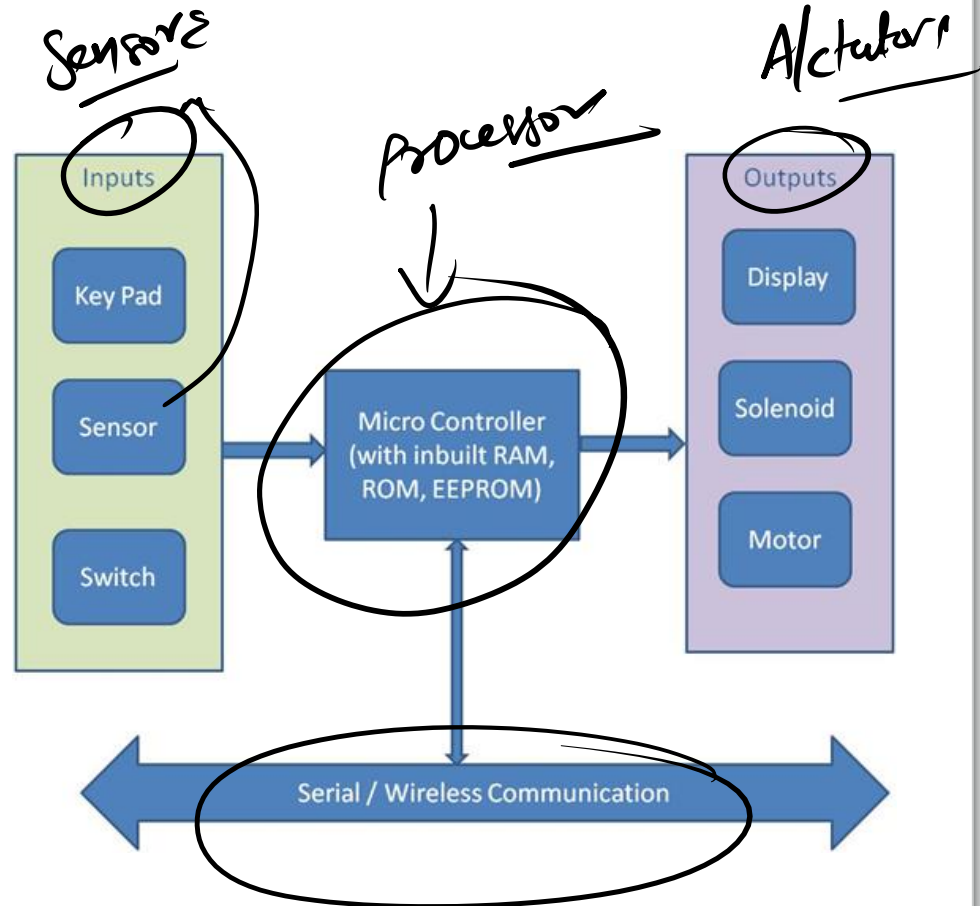 Sensors
Processor
A/ctutors
Inputs
Key Pad
Sensor
Switch
Micro Controller
(with inbuilt RAM,
ROM, EEPROM)
Outputs
Display
Solenoid
Motor
Serial / Wireless Communication